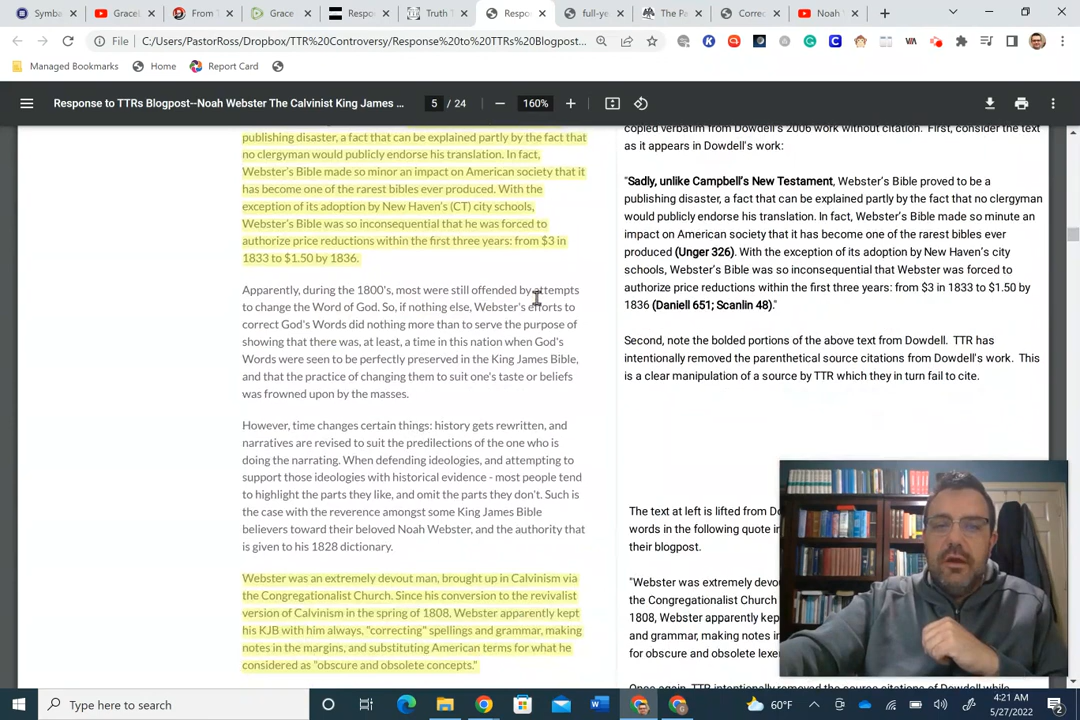 Symba
Gracel
From T
Grace
Respo
Truth T
Respo
full-ye
The Pa
Correc
Noah
File
C:/Users/PastorRoss/Dropbox/TTR%20Controversy/Response%20to%20TTRs%20Blogpost...
Managed Bookmarks
Home
Report Card
Response to TTRs Blogpost--Noah Webster The Calvinist King James ...
5 / 24
160%
publishing disaster, a fact that can be explained partly by the fact that
no clergyman would publicly endorse his translation. In fact,
Webster's Bible made so minor an impact on American society that it
has become one of the rarest bibles ever produced. With the
exception of its adoption by New Haven's (CT) city schools,
Webster's Bible was so inconsequential that he was forced to
authorize price reductions within the first three years: from $3 in
1833 to $1.50 by 1836.
Apparently, during the 1800's, most were still offended by attempts
to change the Word of God. So, if nothing else, Webster's efforts to
correct God's Words did nothing more than to serve the purpose of
showing that there was, at least, a time in this nation when God's
Words were seen to be perfectly preserved in the King James Bible,
and that the practice of changing them to suit one's taste or beliefs
was frowned upon by the masses.
However, time changes certain things: history gets rewritten, and
narratives are revised to suit the predilections of the one who is
doing the narrating. When defending ideologies, and attempting to
support those ideologies with historical evidence - most people tend
to highlight the parts they like, and omit the parts they don't. Such is
the case with the reverence amongst some King James Bible
believers toward their beloved Noah Webster, and the authority that
is given to his 1828 dictionary.
Webster was an extremely devout man, brought up in Calvinism via
the Congregationalist Church. Since his conversion to the revivalist
version of Calvinism in the spring of 1808, Webster apparently kept
his KJB with him always, "correcting" spellings and grammar, making
notes in the margins, and substituting American terms for what he
considered as "obscure and obsolete concepts."
copied verbatim from Dowdell's 2006 work without citation. First, consider the text
as it appears in Dowdell's work:
"Sadly, unlike Campbell's New Testament, Webster's Bible proved to be a
publishing disaster, a fact that can be explained partly by the fact that no clergyman
would publicly endorse his translation. In fact, Webster's Bible made so minute an
impact on American society that it has become one of the rarest bibles ever
produced (Unger 326). With the exception of its adoption by New Haven's city
schools, Webster's Bible was so inconsequential that Webster was forced to
authorize price reductions within the first three years: from $3 in 1833 to $1.50 by
1836 (Daniell 651; Scanlin 48)."
Second, note the bolded portions of the above text from Dowdell. TTR has
intentionally removed the parenthetical source citations from Dowdell's work. This
is a clear manipulation of a source by TTR which they in turn fail to cite.
The text at left is lifted from Do
words in the following quote in
their blogpost.
"Webster was extremely devou
the Congregationalist Church.
1808, Webster apparently kep
and grammar, making notes in
for obscure and obsolete lexer
Type here to search
60°F
4:21 AM
5/27/2022
2